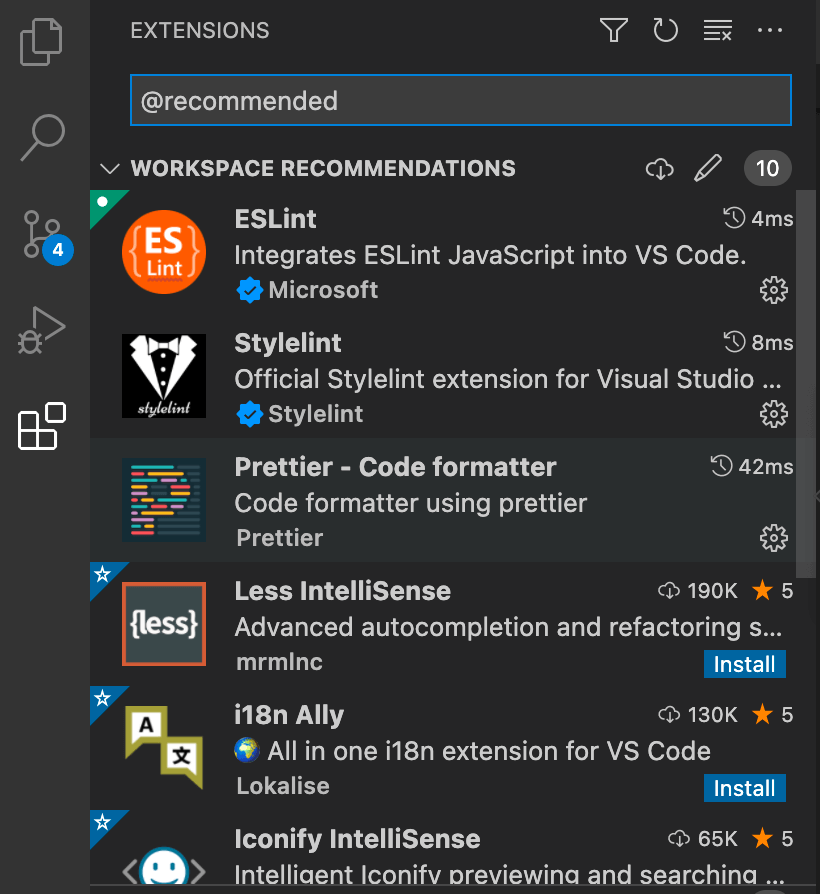 EXTENSIONS
@recommended
WORKSPACE RECOMMENDATIONS 10
ES
Lint
ESLint 4ms
Integrates ESLint JavaScript into VS Code.
Microsoft
4
stylelint
Stylelint 8ms
Official Stylelint extension for Visual Studio ...
Stylelint
Prettier - Code formatter 42ms
Code formatter using prettier
Prettier
{less}
Less IntelliSense 190K 5
Advanced autocompletion and refactoring s...
mrmlnc
Install
A
文
i18n Ally 130K 5
All in one i18n extension for VS Code
Lokalise
Install
Iconify IntelliSense 65K 5
Intelligent Iconify previewing and searching ...